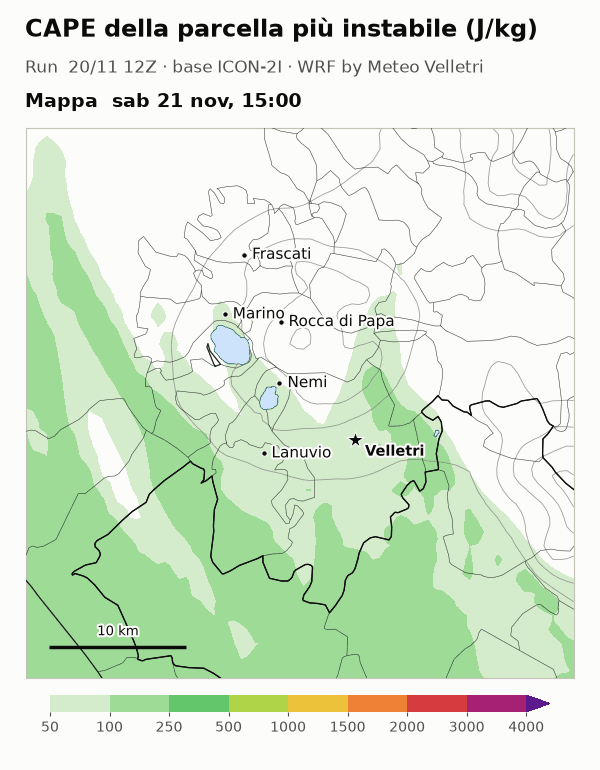 CAPE della parcella più instabile (J/kg)
Run  20/11 12Z · base ICON-2I · WRF by Meteo Velletri
Mappa  sab 21 nov, 15:00
Frascati
Marino
Rocca di Papa
Nemi
Velletri
Lanuvio
10 km
50 100 250 500 1000 1500 2000 3000 4000